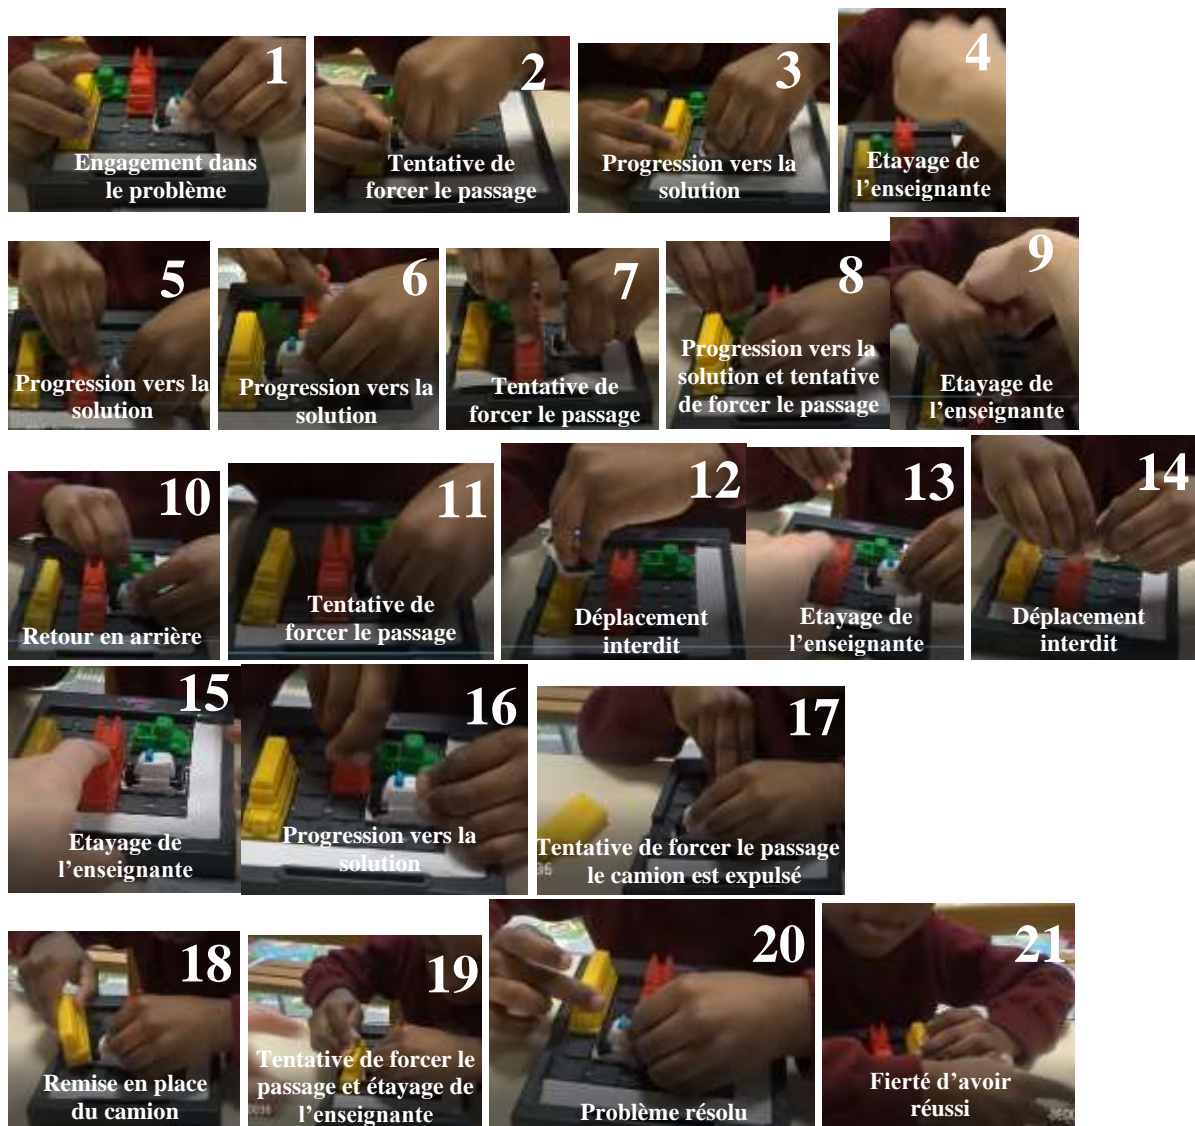 1
Engagement dans
le problème
2
Tentative de
forcer le passage
3
Progression vers la
solution
4
Etayage de
l’enseignante
5
Progression vers la
solution
6
Progression vers la
solution
7
Tentative de
forcer le passage
8
Progression vers la
solution et tentative
de forcer le passage
9
Etayage de
l’enseignante
10
Retour en arrière
11
Tentative de
forcer le passage
12
Déplacement
interdit
13
Etayage de
l’enseignante
14
Déplacement
interdit
15
Etayage de
l’enseignante
16
Progression vers la
solution
17
Tentative de forcer le passage
le camion est expulsé
18
Remise en place
du camion
19
Tentative de forcer le
passage et étayage de
l’enseignante
20
Problème résolu
21
Fierté d’avoir
réussi